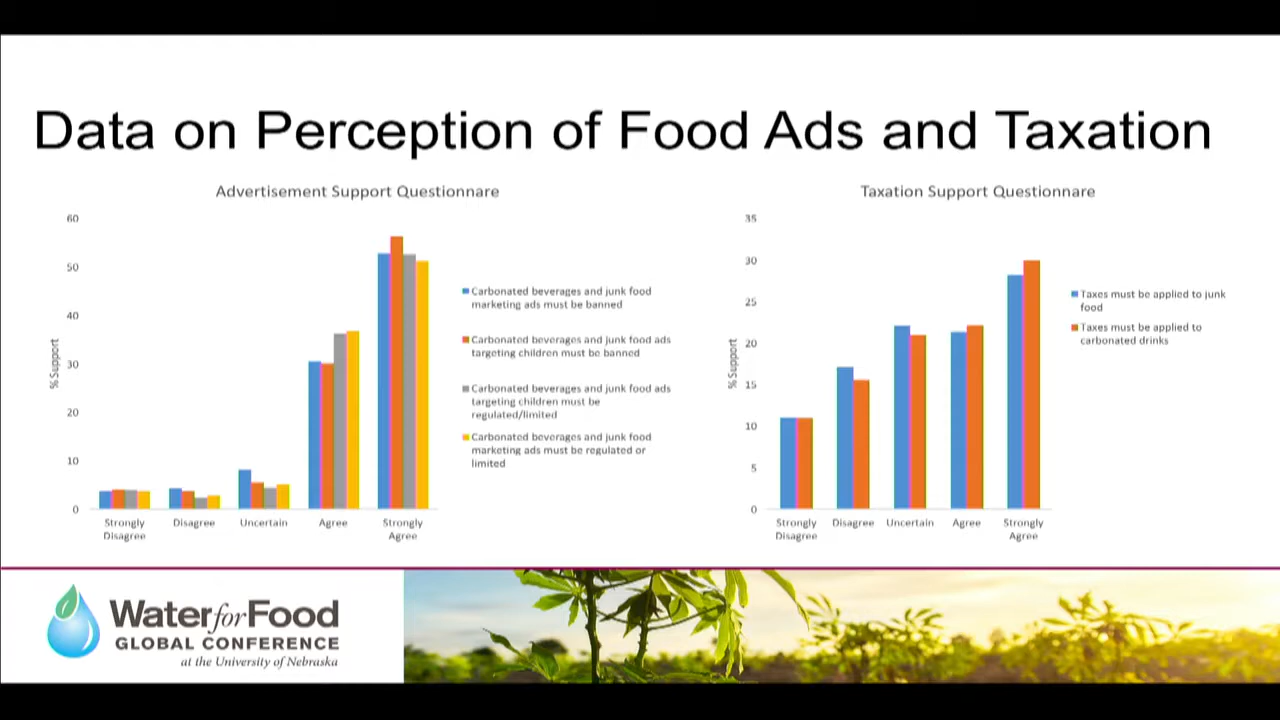 Data on Perception of Food Ads and Taxation
Advertisement Support Questionnare
60
50
40
30
20
10
0
% Support
Strongly
Disagree
Disagree
Uncertain
Agree
Strongly
Agree
Carbonated beverages and junk food
marketing ads must be banned
Carbonated beverages and junk food ads
targeting children must be banned
Carbonated beverages and junk food ads
targeting children must be
regulated/limited
Carbonated beverages and junk food
marketing ads must be regulated or
limited
Taxation Support Questionnare
35
30
25
20
15
10
5
0
% Support
Strongly
Disagree
Disagree
Uncertain
Agree
Strongly
Agree
Taxes must be applied to junk
food
Taxes must be applied to
carbonated drinks
Water for Food
GLOBAL CONFERENCE
at the University of Nebraska